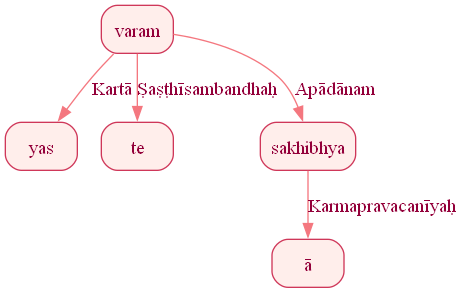 varam
Kartā Ṣaṣṭhīsambandhaḥ Apādānam
yas te sakhibhya
Karmapravacanīyaḥ
ā